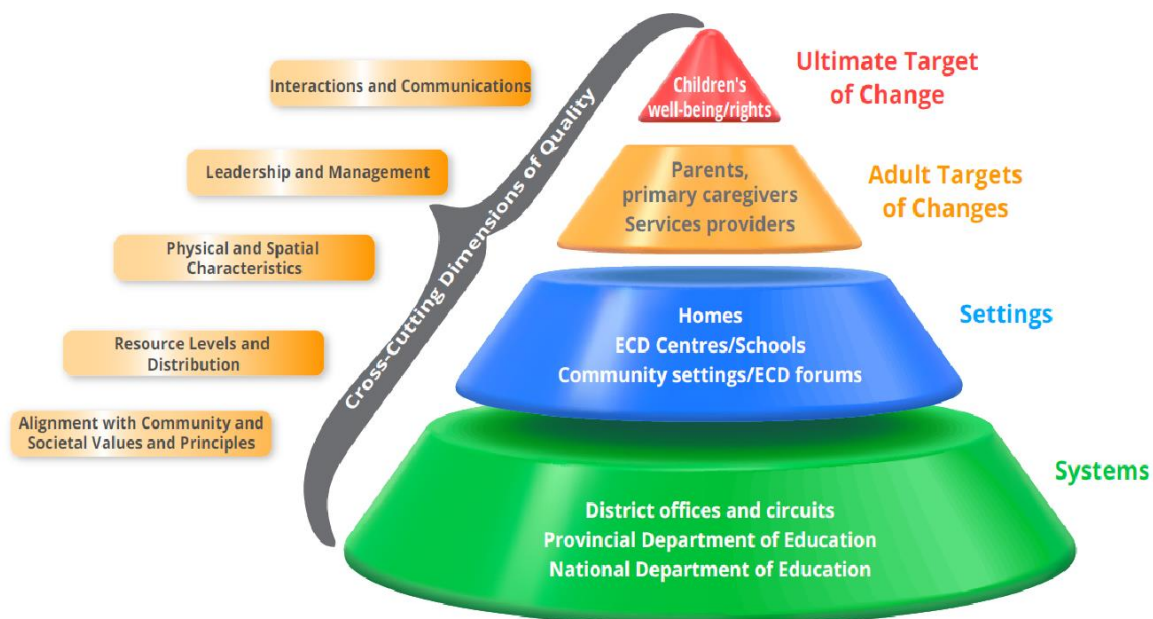 Interactions and Communications
Leadership and Management
Physical and Spatial
Characteristics
Resource Levels and
Distribution
Alignment with Community and
Societal Values and Principles
Cross-Cutting Dimensions of Quality
Children's
well-being/rights
Ultimate Target
of Change
Parents,
primary caregivers
Services providers
Adult Targets
of Changes
Homes
ECD Centres/Schools
Community settings/ECD forums
Settings
District offices and circuits
Provincial Department of Education
National Department of Education
Systems